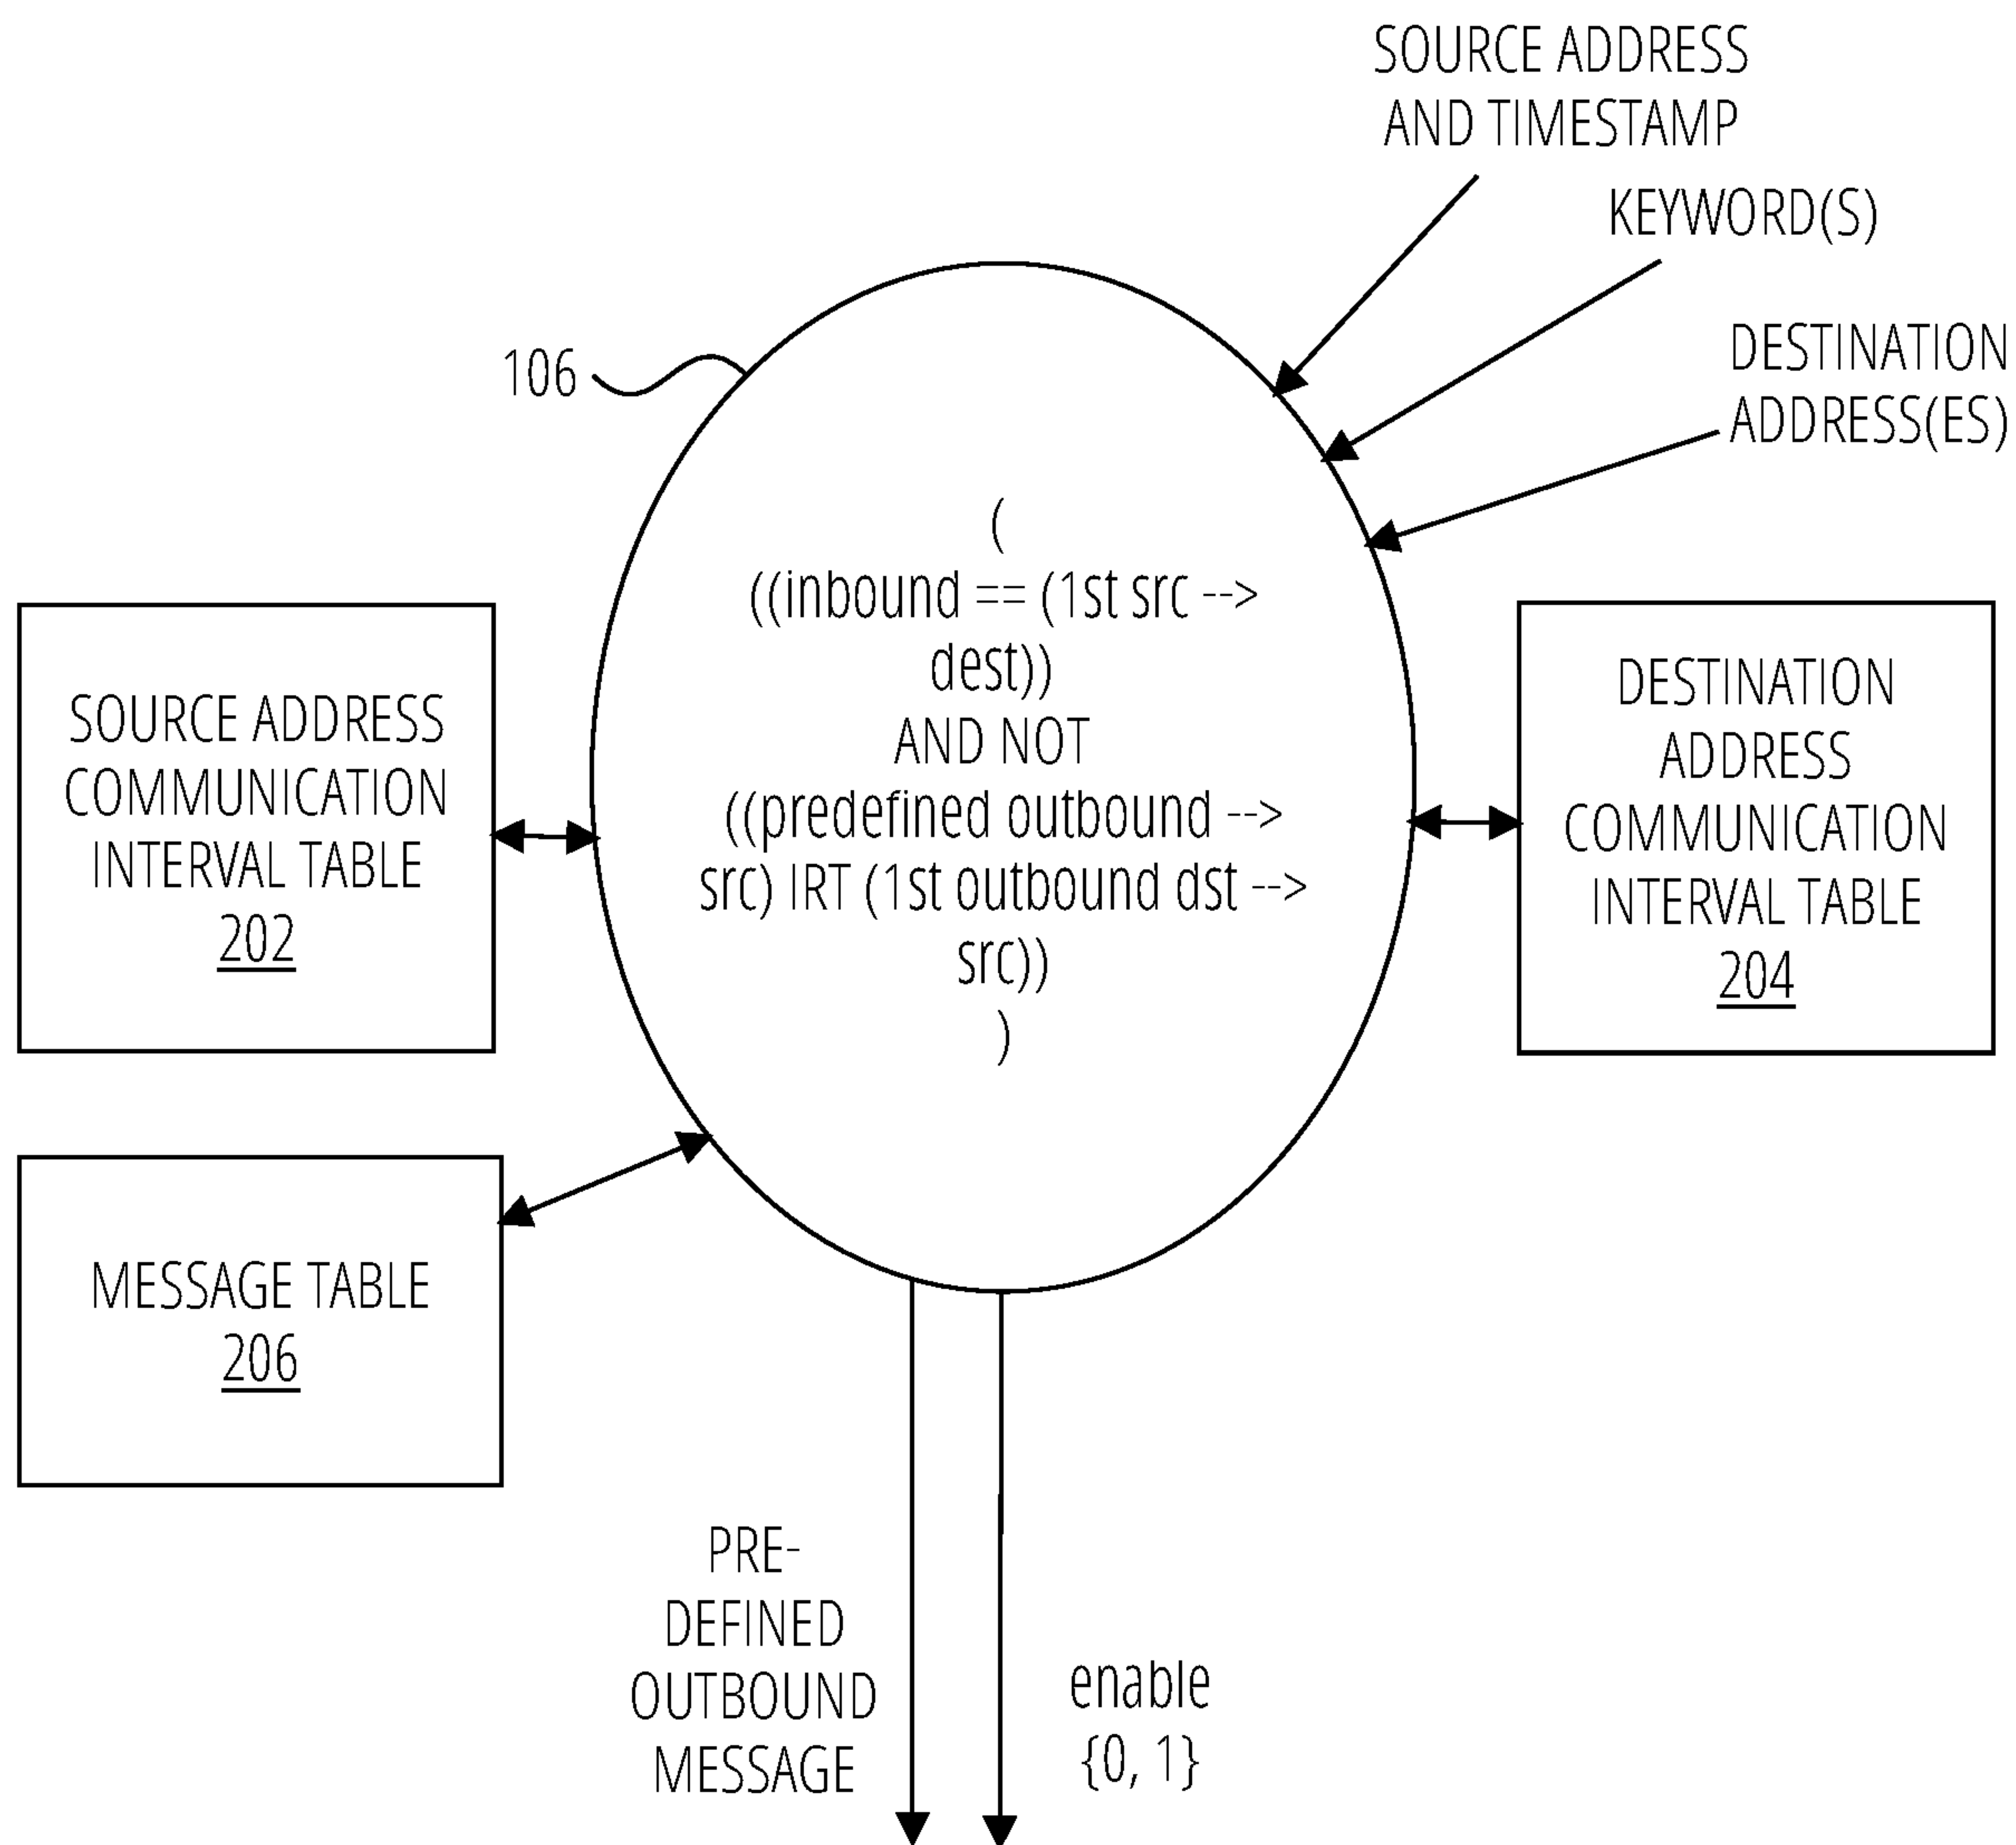 SOURCE ADDRESS
AND TIMESTAMP
KEYWORD(S)
DESTINATION
ADDRESS(ES)
106
(
((inbound == (1st src -->
dest))
AND NOT
((predefined outbound -->
src) IRT (1st outbound dst -->
src))
)
SOURCE ADDRESS
COMMUNICATION
INTERVAL TABLE
202
DESTINATION
ADDRESS
COMMUNICATION
INTERVAL TABLE
204
MESSAGE TABLE
206
PRE-
DEFINED
OUTBOUND
MESSAGE
enable
{0, 1}